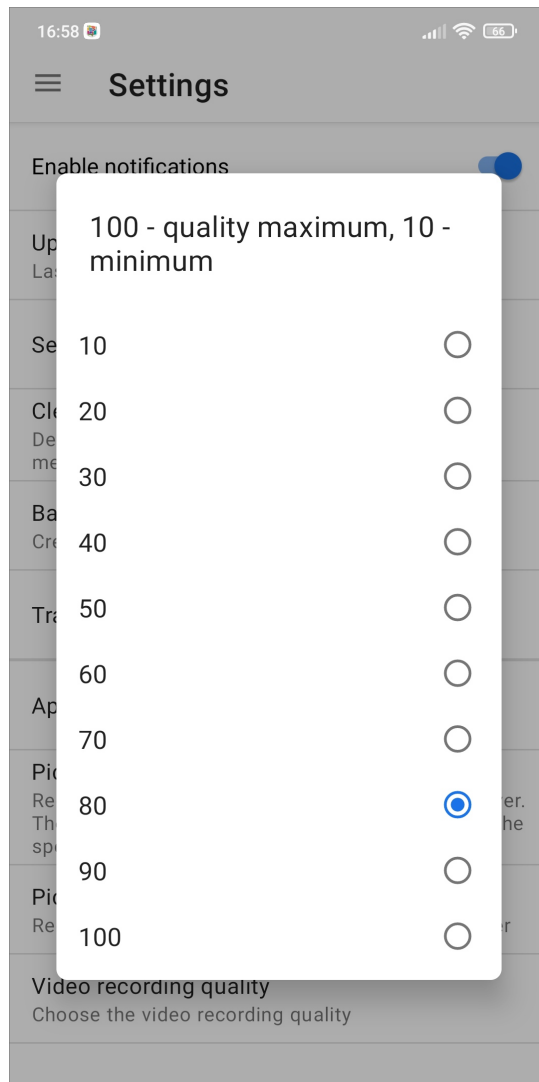 16:58
66
Settings
Enable notifications
100 - quality maximum, 10 -
minimum
10
20
30
40
50
60
70
80
90
100
Video recording quality
Choose the video recording quality